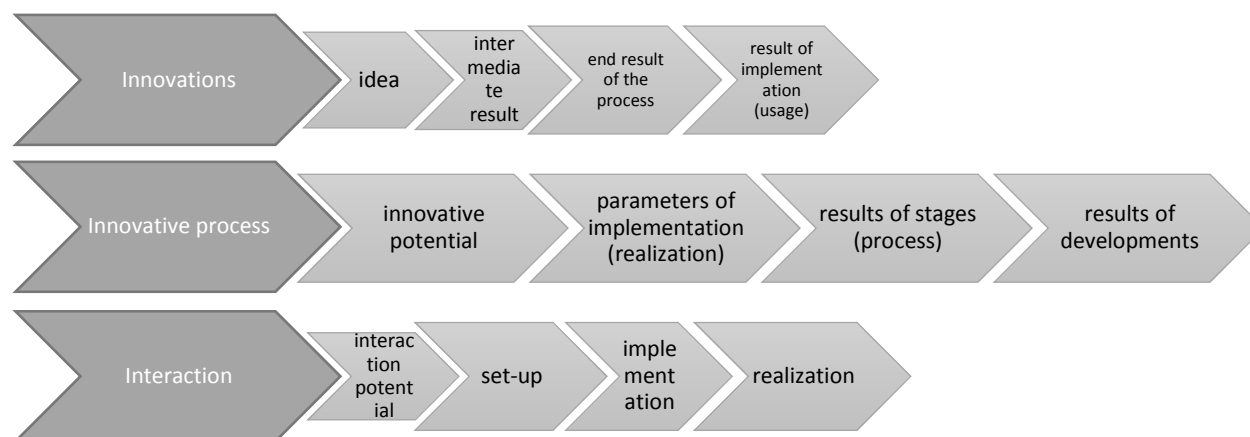 Innovations
idea
inter
media
te
result
end result
of the
process
result of
implement
ation
(usage)
Innovative process
innovative
potential
parameters of
implementation
(realization)
results of stages
(process)
results of
developments
Interaction
interac
tion
potent
ial
set-up
imple
ment
ation
realization